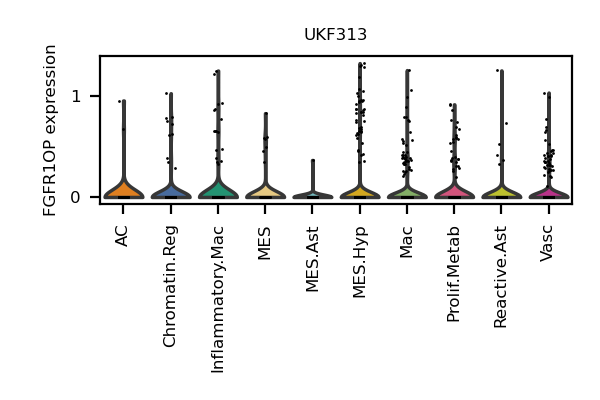 UKF313
FGFR1OP expression
1
0
AC
Chromatin.Reg
Inflammatory.Mac
MES
MES.Ast
MES.Hyp
Mac
Prolif.Metab
Reactive.Ast
Vasc